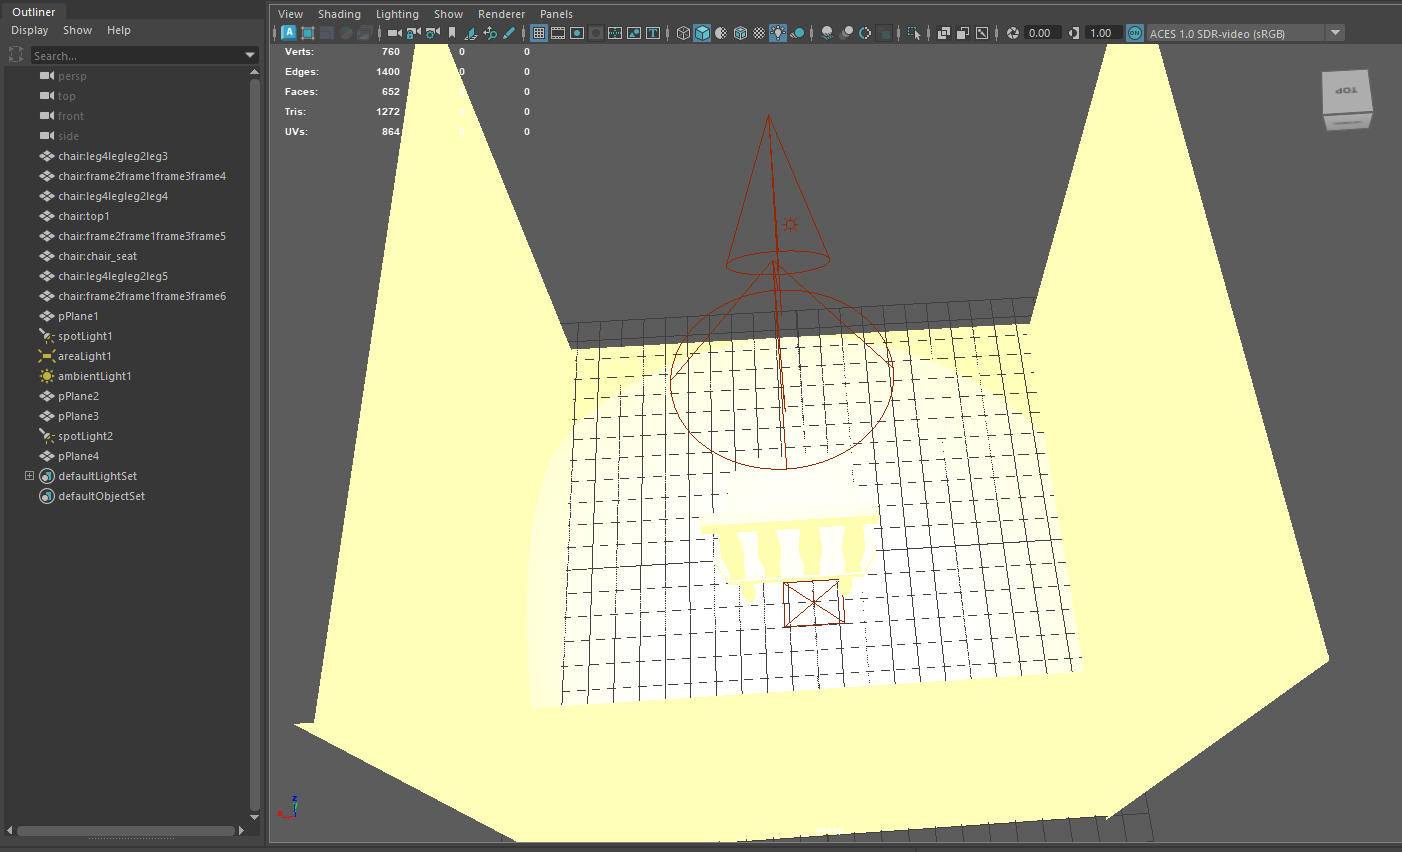 Outliner
Display Show Help
Search...
persp
top
front
side
chair:leg4legleg2leg3
chair:frame2frame1frame3frame4
chair:leg4legleg2leg4
chair:top1
chair:frame2frame1frame3frame5
chair:chair_seat
chair:leg4legleg2leg5
chair:frame2frame1frame3frame6
pPlane1
spotLight1
areaLight1
ambientLight1
pPlane2
pPlane3
spotLight2
pPlane4
defaultLightSet
defaultObjectSet
View Shading Lighting Show Renderer Panels
0.00 1.00 ACES 1.0 SDR-video (sRGB)
Verts: 760 0 0
Edges: 1400 0 0
Faces: 652 0 0
Tris: 1272 0 0
UVs: 864 0 0
TOP
z